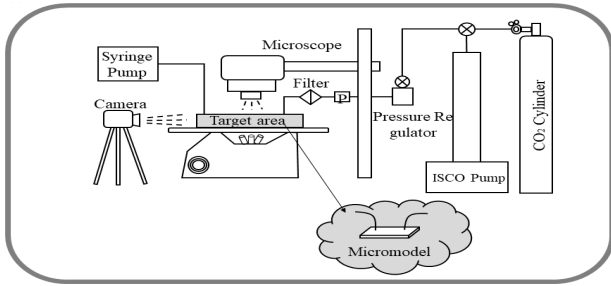 Syringe
Pump
Microscope
Camera
Filter
P
Target area
Pressure Re
gulator
CO₂ Cylinder
ISCO Pump
Micromodel